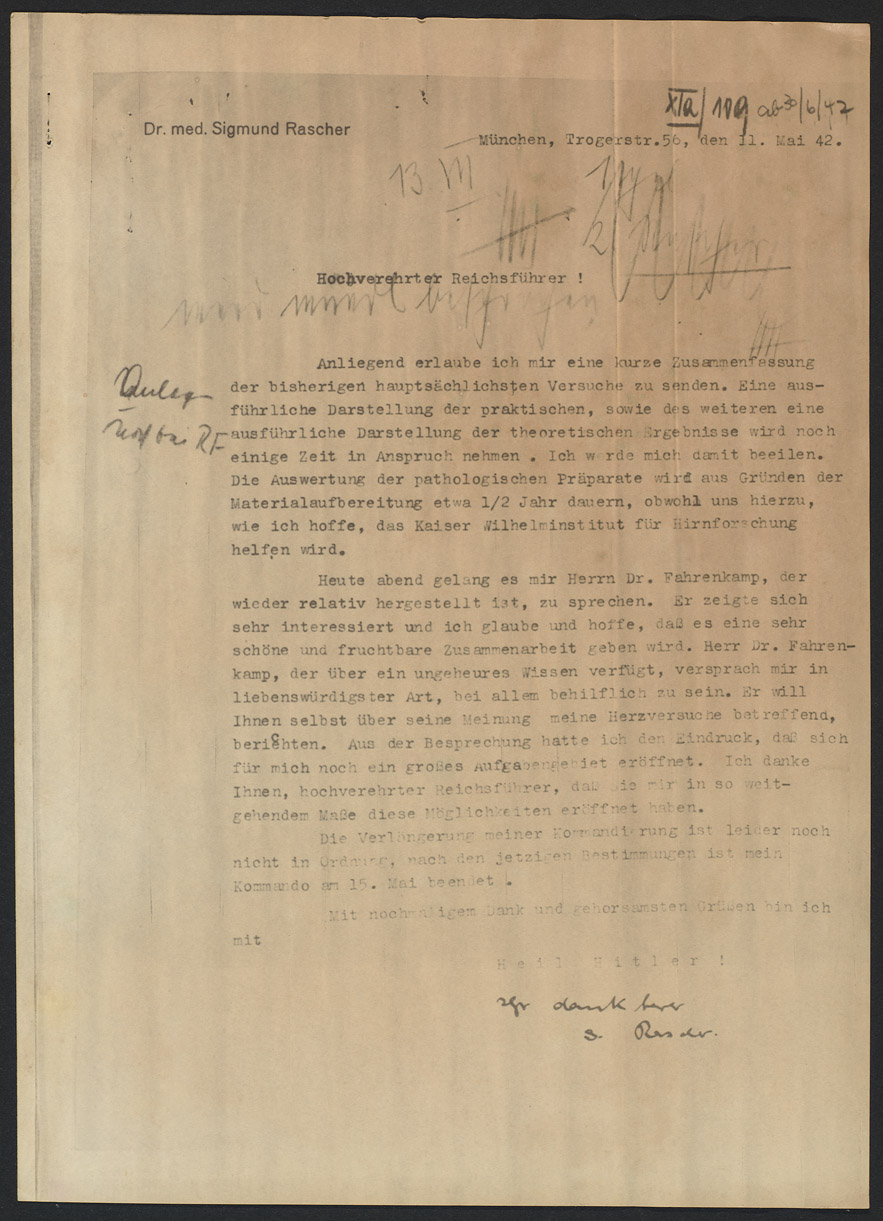 XIa/109 ab 30/6/47
Dr. med. Sigmund Rascher
München, Trogerstr.56, den 11. Mai 42.
13 VIII
Hochverehrter Reichsführer !
Anliegend erlaube ich mir eine kurze Zusammenfassung
der bisherigen hauptsächlichsten Versuche zu senden. Eine aus-
führliche Darstellung der praktischen, sowie des weiteren eine
ausführliche Darstellung der theoretischen Ergebnisse wird noch
einige Zeit in Anspruch nehmen . Ich werde mich damit beeilen.
Die Auswertung der pathologischen Präparate wird aus Gründen der
Materialaufbereitung etwa 1/2 Jahr dauern, obwohl uns hierzu,
wie ich hoffe, das Kaiser Wilhelminstitut für Hirnforschung
helfen wird.
Heute abend gelang es mir Herrn Dr. Fahrenkamp, der
wieder relativ hergestellt ist, zu sprechen. Er zeigte sich
sehr interessiert und ich glaube und hoffe, daß es eine sehr
schöne und fruchtbare Zusammenarbeit geben wird. Herr Dr. Fahren-
kamp, der über ein ungeheures Wissen verfügt, versprach mir in
liebenswürdigster Art, bei allem behilflich zu sein. Er will
Ihnen selbst über seine Meinung meine Herzversuche betreffend,
berichten. Aus der Besprechung hatte ich den Eindruck, daß sich
für mich noch ein großes Aufgabengebiet eröffnet. Ich danke
Ihnen, hochverehrter Reichsführer, daß Sie mir in so weit-
gehendem Maße diese Möglichkeiten eröffnet haben.
Die Verlängerung meiner Kommandierung ist leider noch
nicht in Ordnung, nach den jetzigen Bestimmungen ist mein
Kommando am 15. Mai beendet .
Mit nochmaligem Dank und gehorsamsten Grüßen bin ich
mit
Heil Hitler !
Ihr dankbarer
S. Rascher.